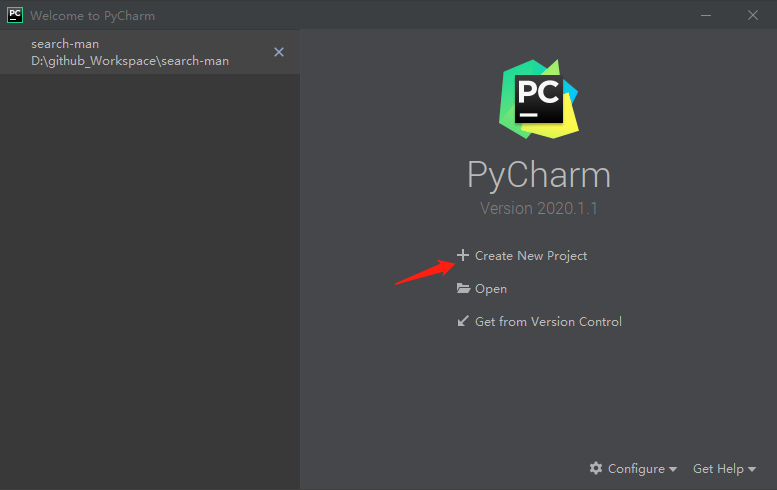 PC Welcome to PyCharm
search-man
D:\github_Workspace\search-man
PC
PyCharm
Version 2020.1.1
Create New Project
Open
Get from Version Control
Configure
Get Help